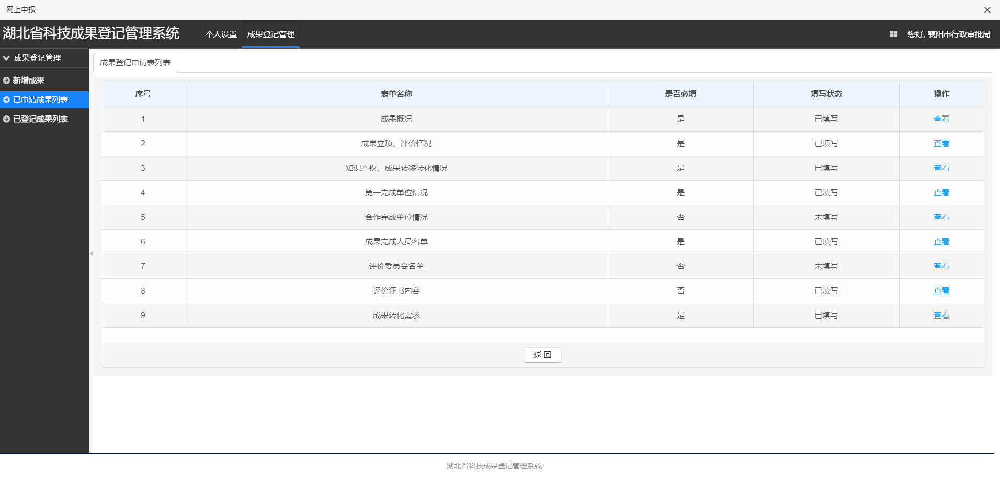 网上申报
湖北省科技成果登记管理系统 个人设置 成果登记管理 您好, 襄阳市行政审批局
成果登记管理
新增成果
已申请成果列表
已登记成果列表
成果登记申请表列表
序号 表单名称 是否必填 填写状态 操作
1 成果概况 是 已填写 查看
2 成果立项、评价情况 是 已填写 查看
3 知识产权、成果转移转化情况 是 已填写 查看
4 第一完成单位情况 是 已填写 查看
5 合作完成单位情况 否 未填写 查看
6 成果完成人员名单 是 已填写 查看
7 评价委员会名单 否 未填写 查看
8 评价证书内容 否 已填写 查看
9 成果转化需求 是 已填写 查看
返 回
湖北省科技成果登记管理系统